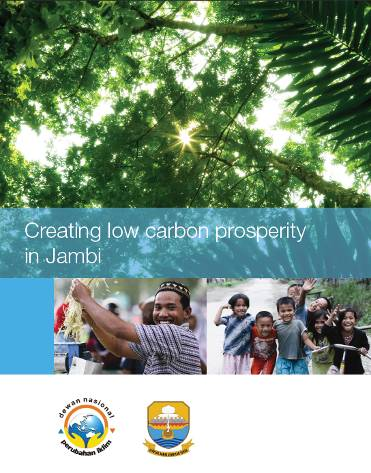 Creating low carbon prosperity
in Jambi
dewan nasional
perubahan iklim